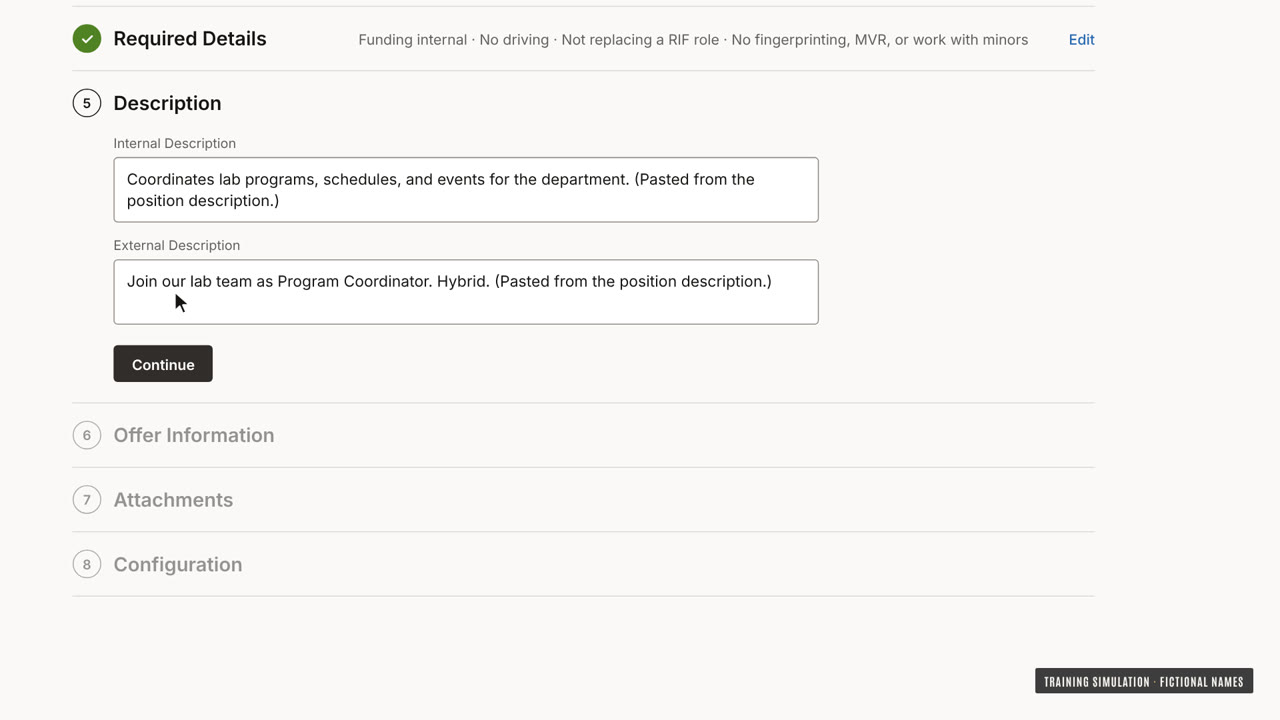 Required Details
Funding internal · No driving · Not replacing a RIF role · No fingerprinting, MVR, or work with minors
Edit
5
Description
Internal Description
Coordinates lab programs, schedules, and events for the department. (Pasted from the
position description.)
External Description
Join our lab team as Program Coordinator. Hybrid. (Pasted from the position description.)
Continue
6
Offer Information
7
Attachments
8
Configuration
TRAINING SIMULATION · FICTIONAL NAMES